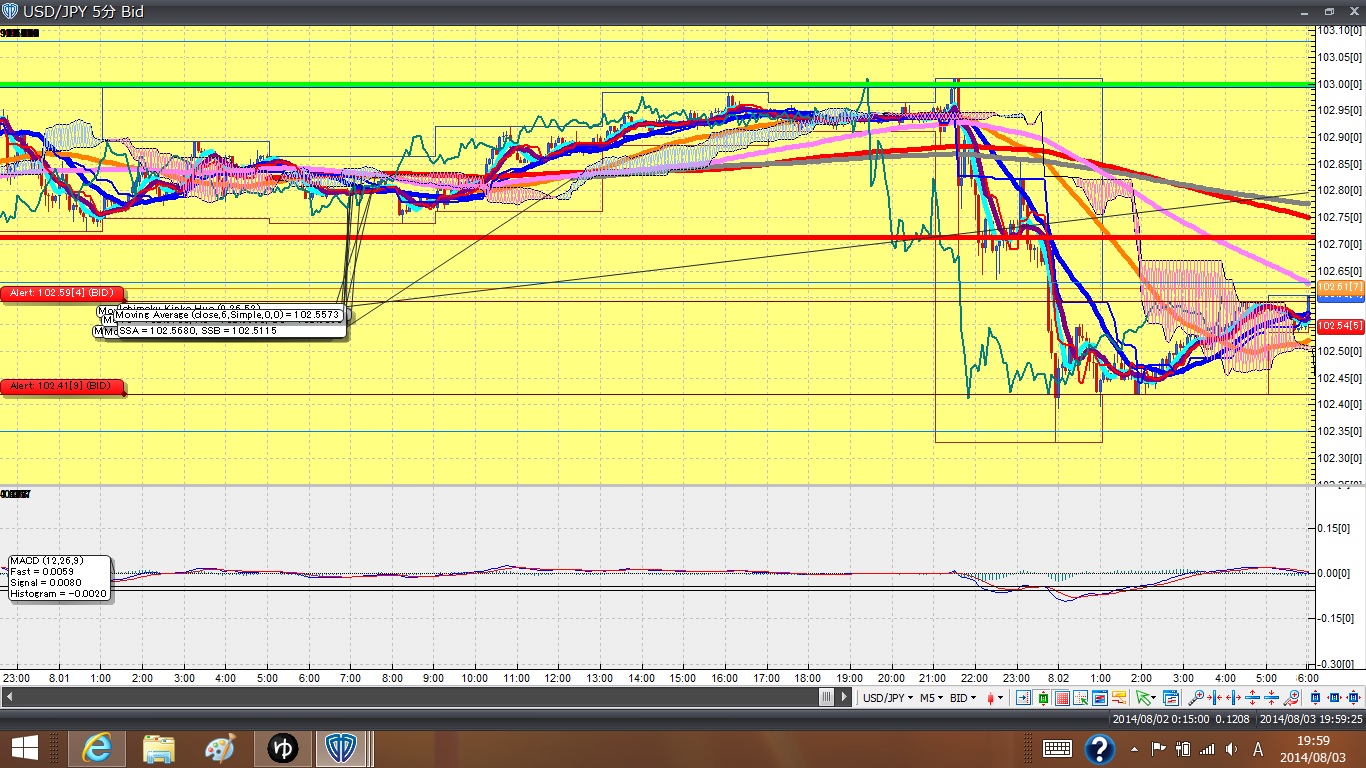 USD/JPY 5分 Bid
103.10[0]
103.05[0]
103.00[0]
102.95[0]
102.90[0]
102.85[0]
102.80[0]
102.75[0]
102.70[0]
102.65[0]
102.61[7]
102.54[5]
102.50[0]
102.45[0]
102.40[0]
102.35[0]
102.30[0]
Alert: 102.59[4] (BID)
Moving Average (close,6,Simple,0,0) = 102.5573
SSA = 102.5680, SSB = 102.5115
Alert: 102.41[9] (BID)
0.15[0]
0.00[0]
-0.15[0]
-0.30[0]
MACD (12,26,9)
Fast = 0.0059
Signal = 0.0080
Histogram = -0.0020
23:00 8.01 1:00 2:00 3:00 4:00 5:00 6:00 7:00 8:00 9:00 10:00 11:00 12:00 13:00 14:00 15:00 16:00 17:00 18:00 19:00 20:00 21:00 22:00 23:00 8.02 1:00 2:00 3:00 4:00 5:00 6:00
USD/JPY M5 BID
2014/08/02 0:15:00 0.1208 2014/08/03 19:59:25
ゆ
A
19:59
2014/08/03